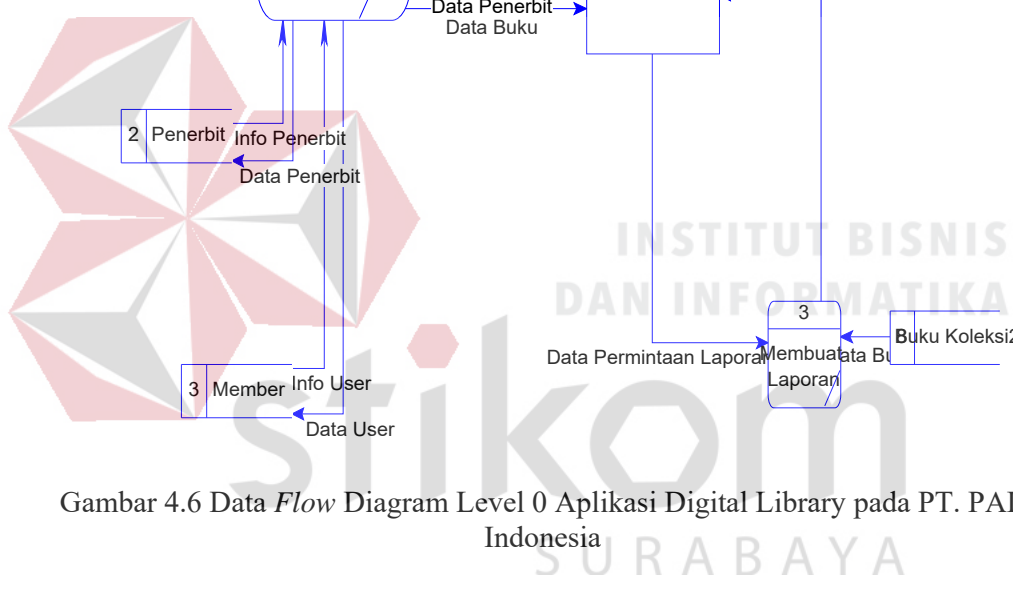 Data Penerbit
Data Buku
2 Penerbit
Info Penerbit
Data Penerbit
INSTITUT BISNIS
DAN INFORMATIKA
3
Membuat
Laporan
Buku Koleksi2
Data Permintaan Laporan
ata Bu
3 Member
Info User
Data User
stikom
Gambar 4.6 Data Flow Diagram Level 0 Aplikasi Digital Library pada PT. PAL
Indonesia
SURABAYA